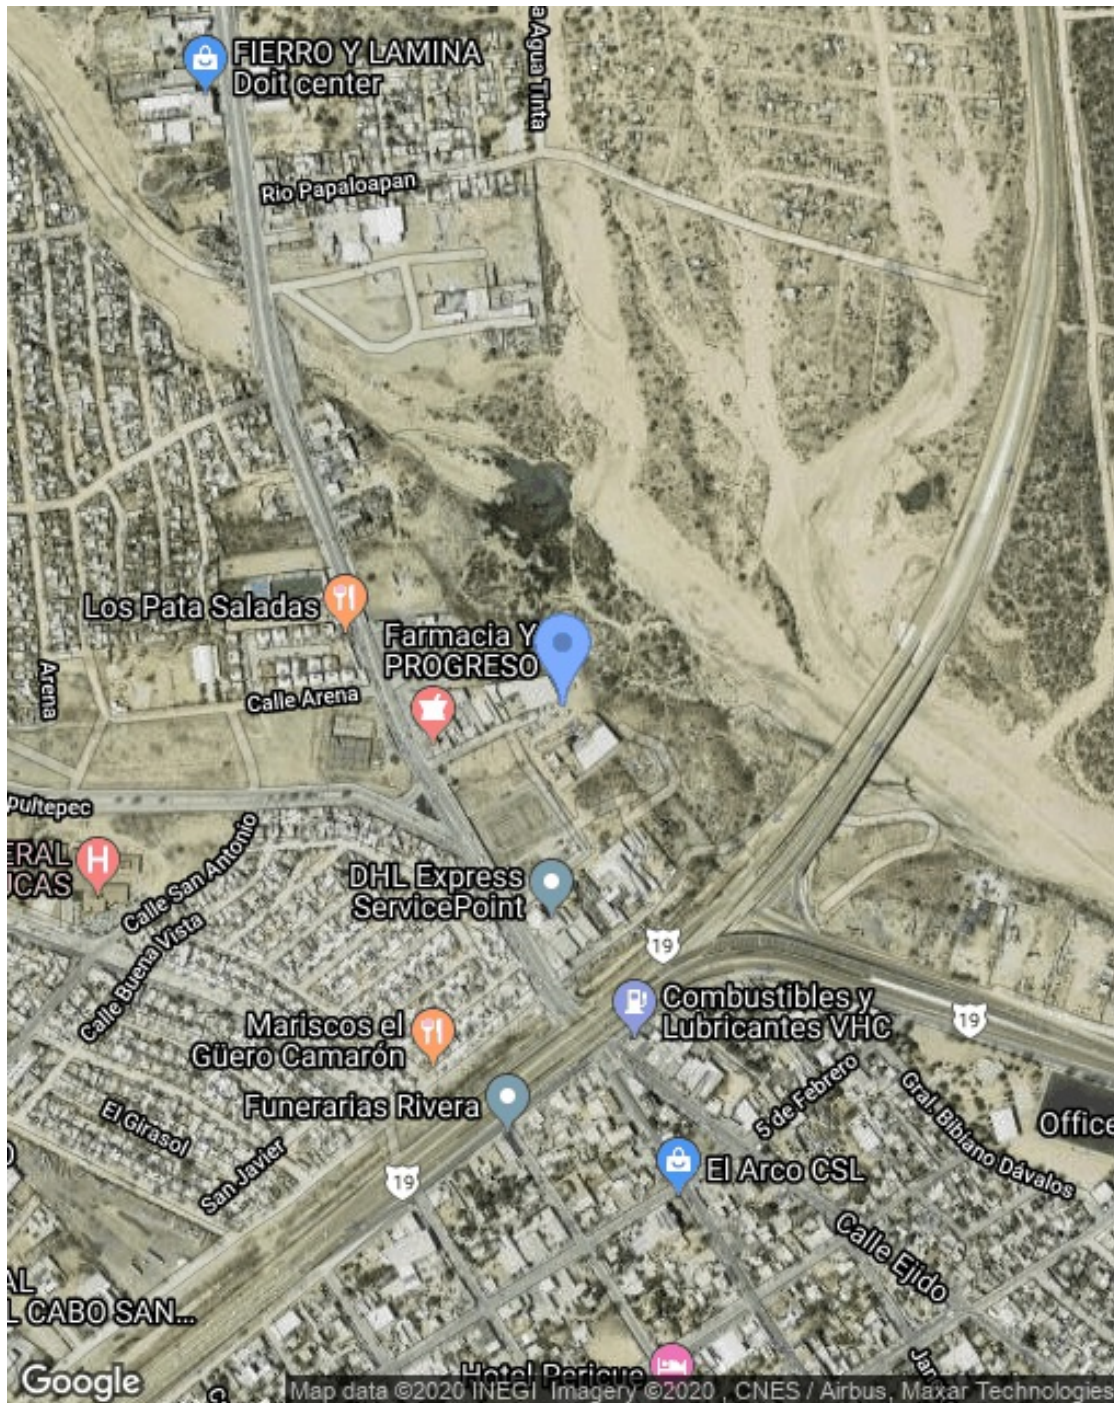 FIERRO Y LAMINA
Doit center
a Agua Tinta
Rio Papaloapan
Los Pata Saladas
Farmacia Y
PROGRESO
Arena
Calle Arena
pultepec
ERAL
UCAS
Calle San Antonio
DHL Express
ServicePoint
Calle Buena Vista
19
Combustibles y
Lubricantes VHC
19
Mariscos el
Güero Camarón
5 de Febrero
Gral. Bibiano Dávalos
Funerarias Rivera
El Girasol
Office
San Javier
19
El Arco CSL
Calle Ejido
AL
L CABO SAN...
Hotel Pericue
Jan
Google
Map data ©2020 INEGI Imagery ©2020 , CNES / Airbus, Maxar Technologies